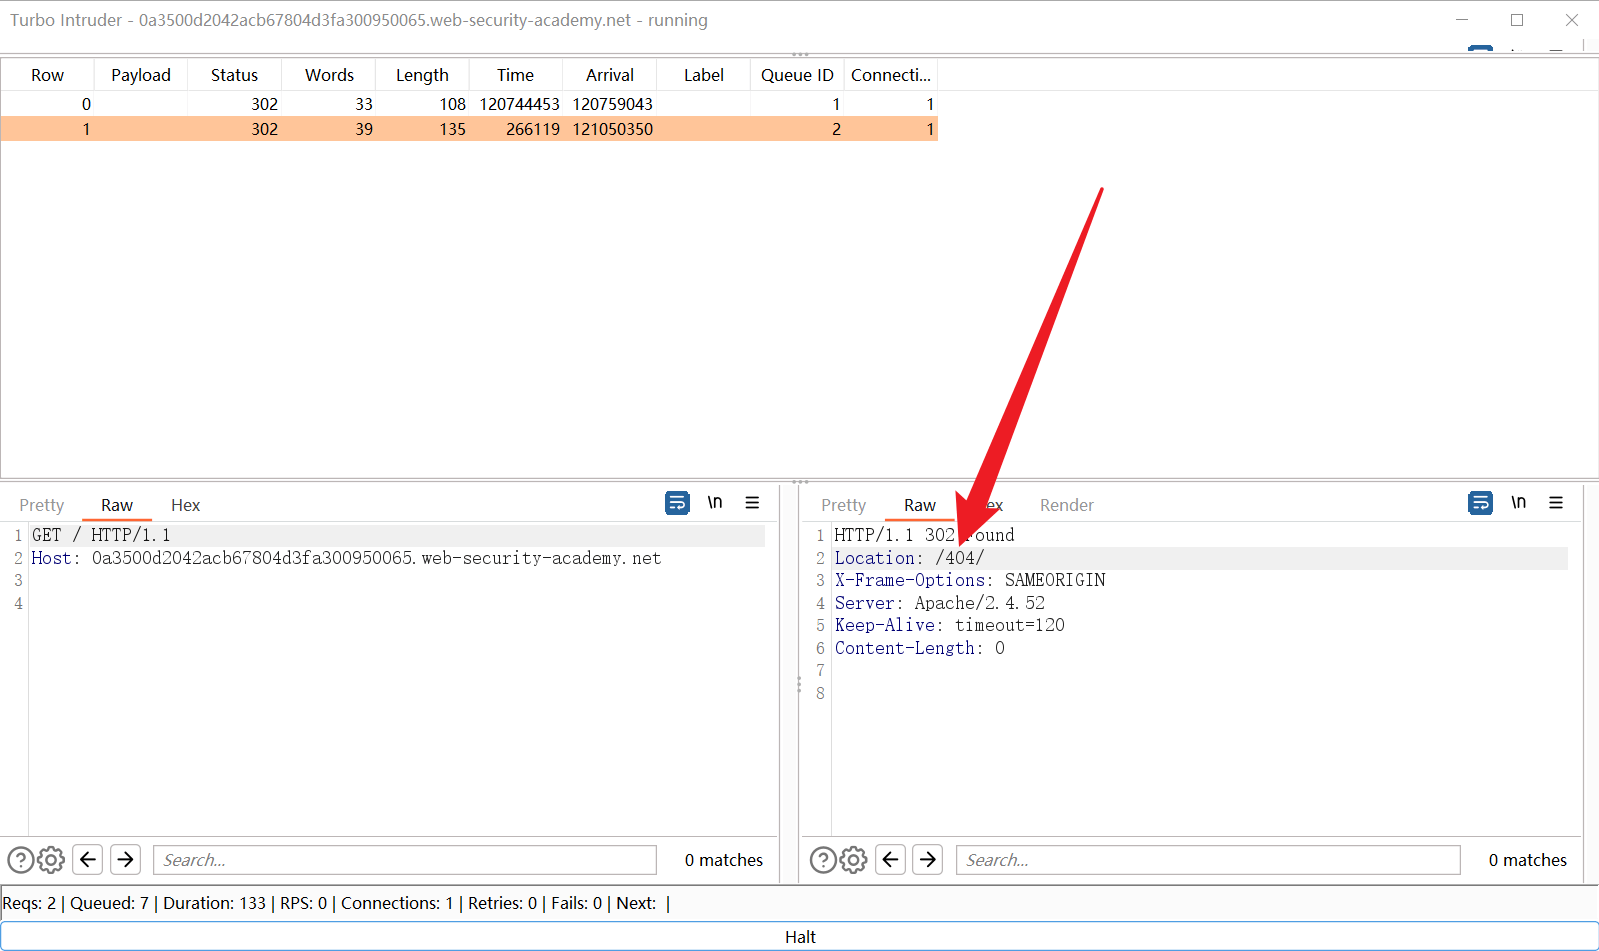 Turbo Intruder - 0a3500d2042acb67804d3fa300950065.web-security-academy.net - running
Row Payload Status Words Length Time Arrival Label Queue ID Connecti...
0 302 33 108 120744453 120759043 1 1
1 302 39 135 266119 121050350 2 1
Pretty Raw Hex \n
1 GET / HTTP/1.1
2 Host: 0a3500d2042acb67804d3fa300950065.web-security-academy.net
3
4
Search...
0 matches
Pretty Raw ex Render \n
1 HTTP/1.1 302 Found
2 Location: /404/
3 X-Frame-Options: SAMEORIGIN
4 Server: Apache/2.4.52
5 Keep-Alive: timeout=120
6 Content-Length: 0
7
8
Search...
0 matches
Reqs: 2 | Queued: 7 | Duration: 133 | RPS: 0 | Connections: 1 | Retries: 0 | Fails: 0 | Next: |
Halt